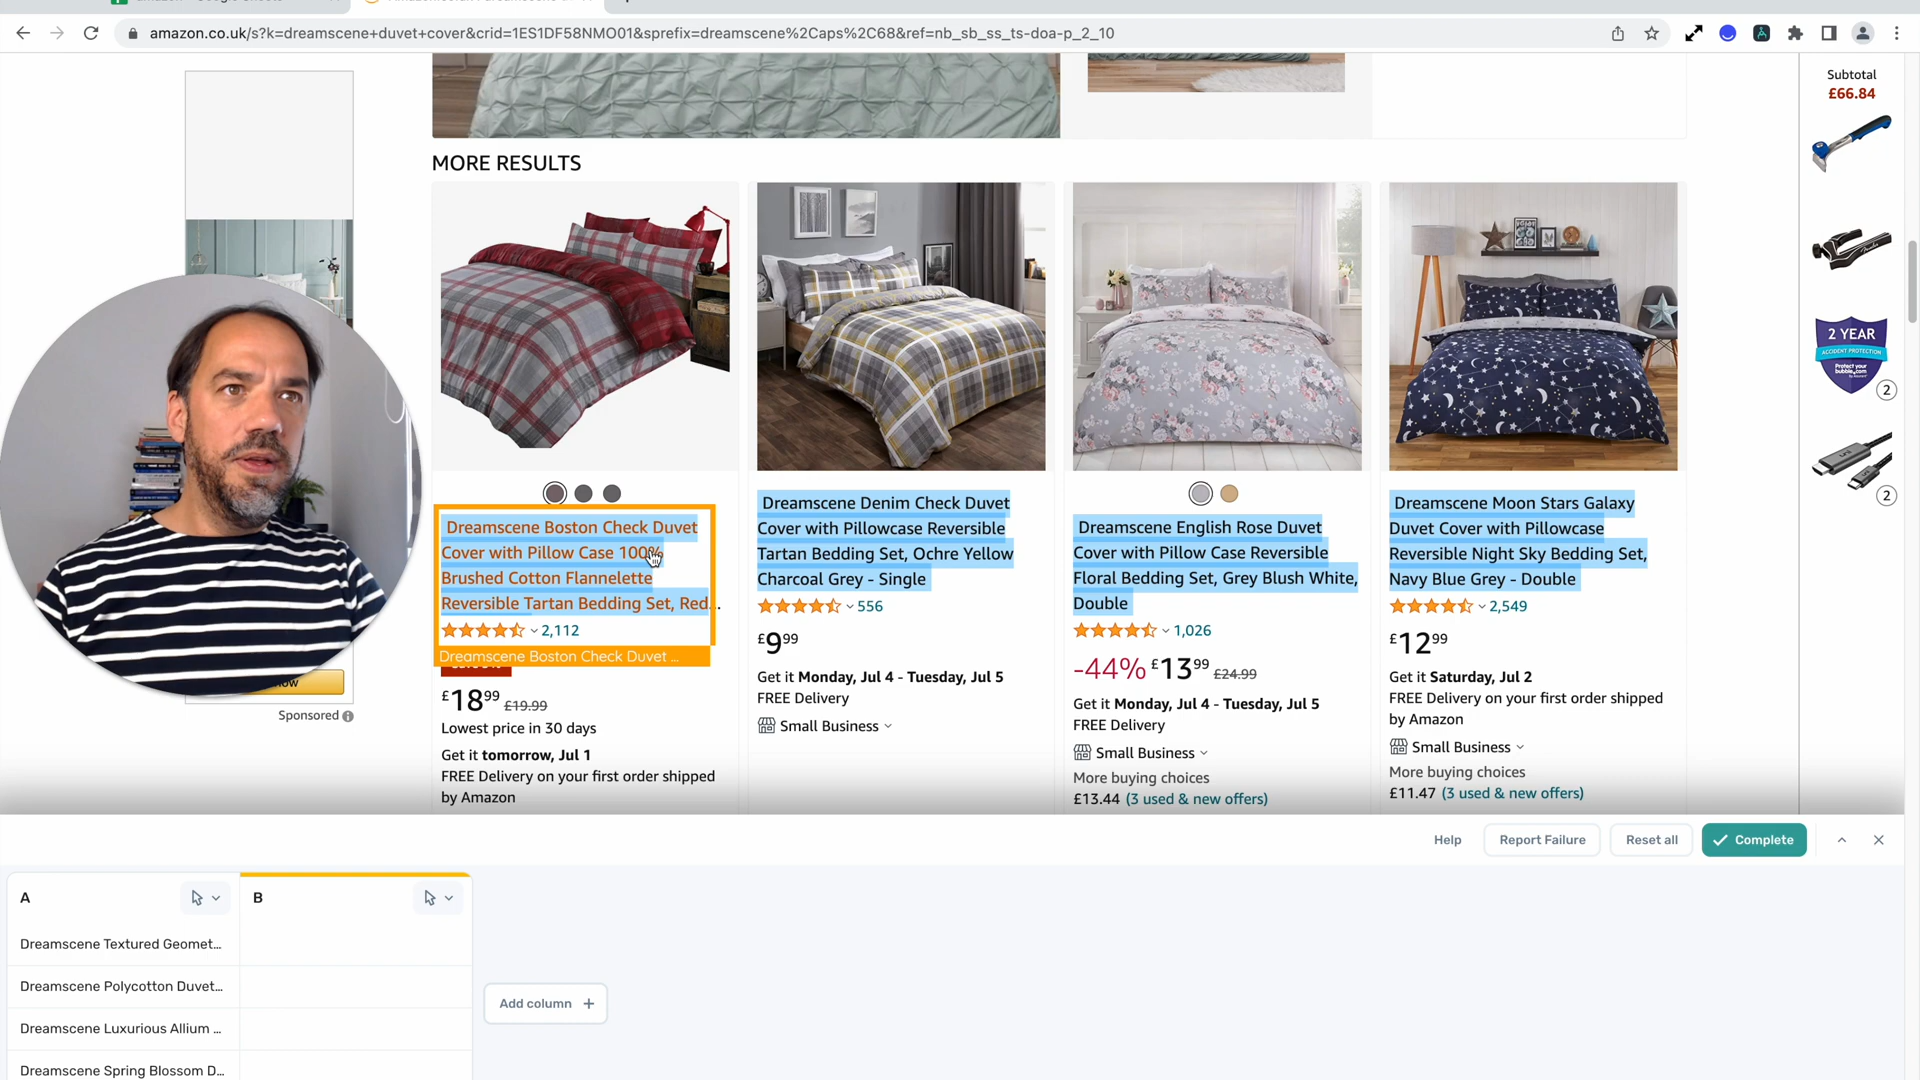 amazon.co.uk/s?k=dreamscene+duvet+cover&crid=1ES1DF58NMO01&sprefix=dreamscene%2Caps%2C68&ref=nb_sb_ss_ts-doa-p_2_10
Subtotal
£66.84
MORE RESULTS
2 YEAR
ACCIDENT PROTECTION
Protect your
bubble.com
2
2
Dreamscene Boston Check Duvet
Cover with Pillow Case 100%
Brushed Cotton Flannelette
Reversible Tartan Bedding Set, Red...
2,112
Dreamscene Boston Check Duvet ...
£18.99 £19.99
Lowest price in 30 days
Get it tomorrow, Jul 1
FREE Delivery on your first order shipped
by Amazon
Dreamscene Denim Check Duvet
Cover with Pillowcase Reversible
Tartan Bedding Set, Ochre Yellow
Charcoal Grey - Single
556
£9.99
Get it Monday, Jul 4 - Tuesday, Jul 5
FREE Delivery
Small Business
Dreamscene English Rose Duvet
Cover with Pillow Case Reversible
Floral Bedding Set, Grey Blush White,
Double
1,026
-44% £13.99 £24.99
Get it Monday, Jul 4 - Tuesday, Jul 5
FREE Delivery
Small Business
More buying choices
£13.44 (3 used & new offers)
Dreamscene Moon Stars Galaxy
Duvet Cover with Pillowcase
Reversible Night Sky Bedding Set,
Navy Blue Grey - Double
2,549
£12.99
Get it Saturday, Jul 2
FREE Delivery on your first order shipped
by Amazon
Small Business
More buying choices
£11.47 (3 used & new offers)
Sponsored
Help
Report Failure
Reset all
Complete
A
B
Dreamscene Textured Geomet...
Dreamscene Polycotton Duvet...
Dreamscene Luxurious Allium ...
Dreamscene Spring Blossom D...
Add column +